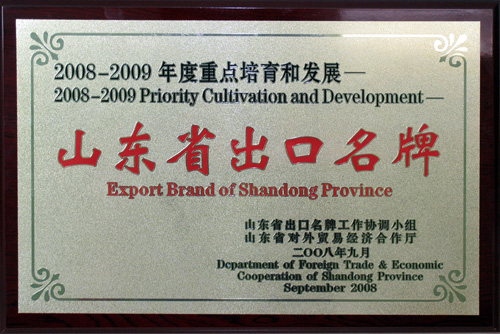 2008-2009 年度重点培育和发展—
2008-2009 Priority Cultivation and Development—
山东省出口名牌
Export Brand of Shandong Province
山东省出口名牌工作协调小组
山东省对外贸易经济合作厅
二〇〇八年九月
Department of Foreign Trade & Economic
Cooperation of Shandong Province
September 2008